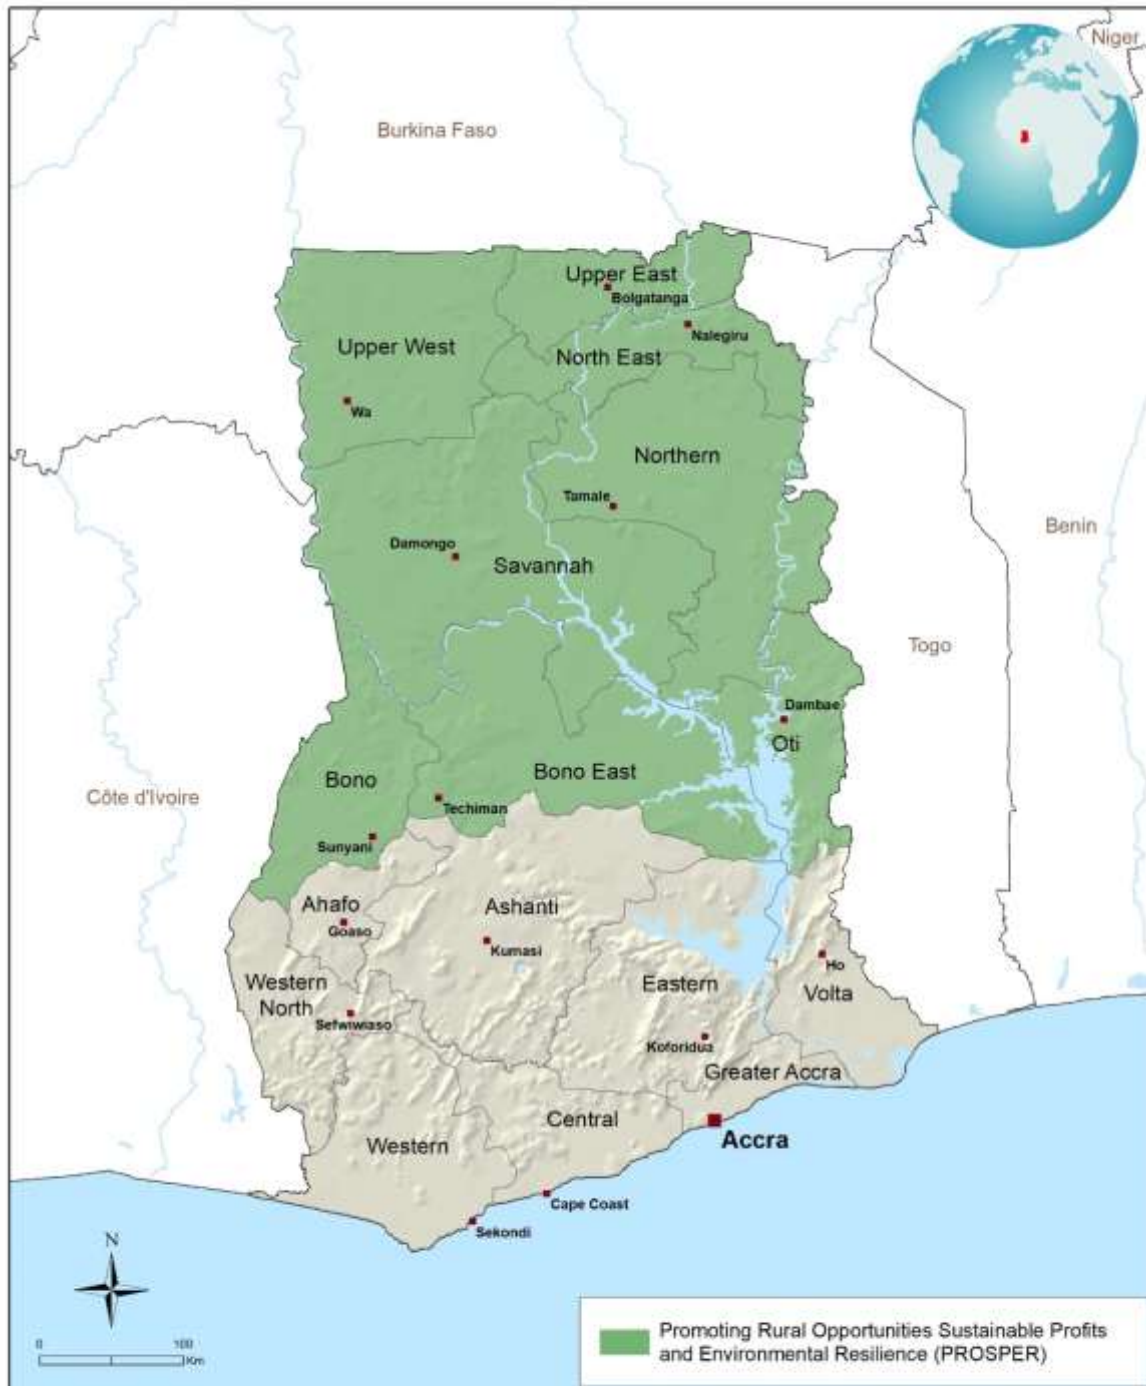 Niger
Burkina Faso
Upper East
Bolgatanga
Nalegiru
Upper West
North East
Wa
Northern
Tamale
Benin
Damongo
Savannah
Togo
Dambae
Oti
Bono
Bono East
Côte d'Ivoire
Techiman
Sunyani
Ahafo
Ashanti
Goaso
Kumasi
Ho
Western
North
Eastern
Volta
Sefwiwiaso
Koforidua
Greater Accra
Central
Accra
Western
Cape Coast
Sekondi
N
0 100
Km
Promoting Rural Opportunities Sustainable Profits
and Environmental Resilience (PROSPER)